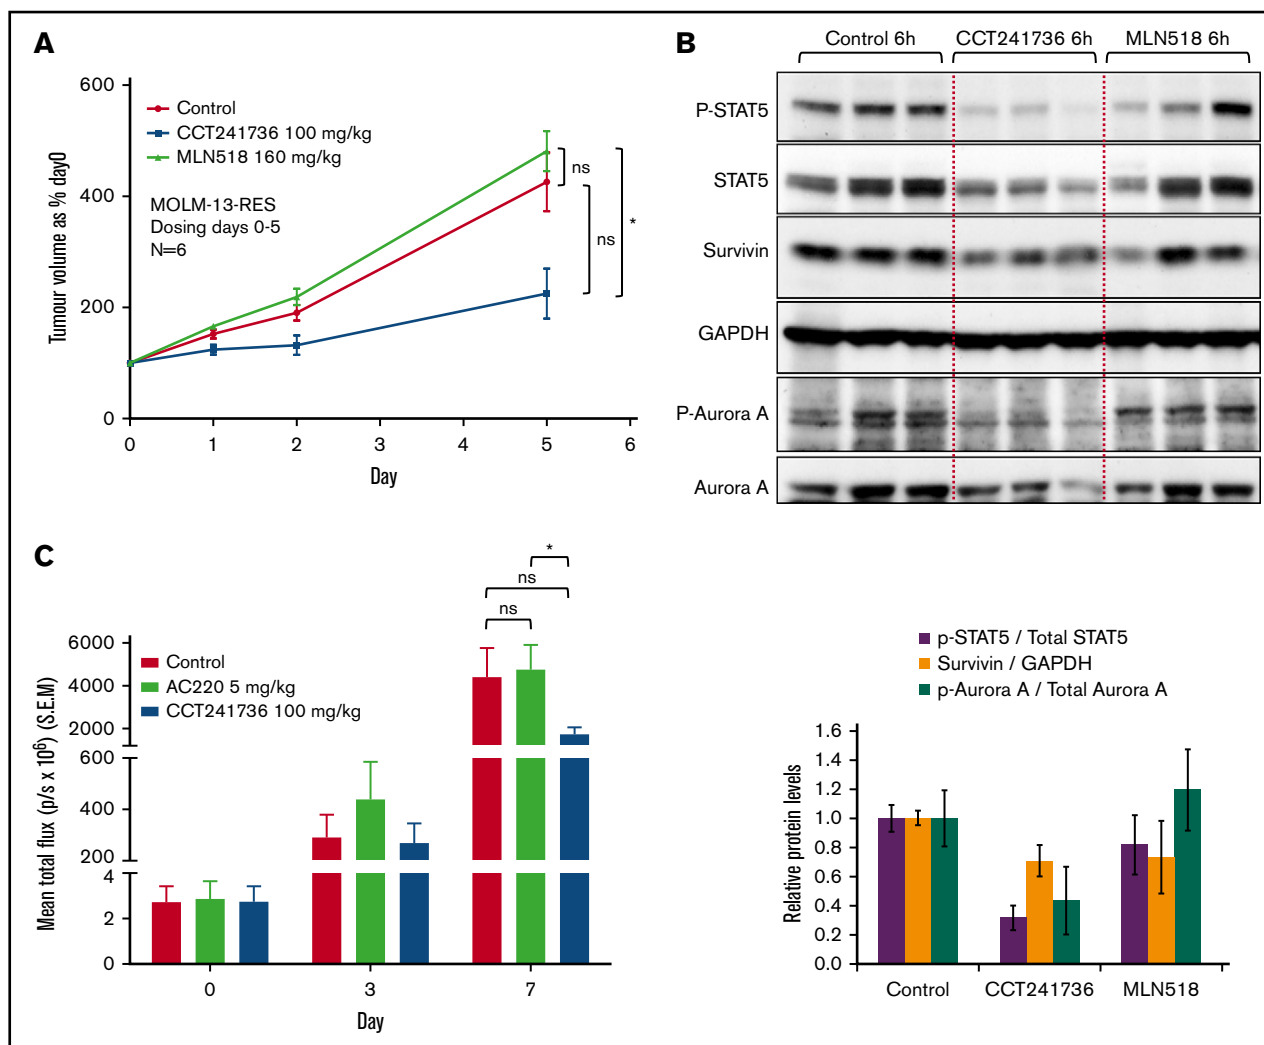 A
600
400
200
0
Tumour volume as % day0
Control
CCT241736 100 mg/kg
MLN518 160 mg/kg
MOLM-13-RES
Dosing days 0-5
N=6
ns
ns
*
0 1 2 3 4 5 6
Day
B
Control 6h CCT241736 6h MLN518 6h
P-STAT5
STAT5
Survivin
GAPDH
P-Aurora A
Aurora A
C
*
ns
ns
Mean total flux (p/s x 10⁶) (S.E.M)
6000
4000
2000
600
400
200
4
2
0
Control
AC220 5 mg/kg
CCT241736 100 mg/kg
0 3 7
Day
p-STAT5 / Total STAT5
Survivin / GAPDH
p-Aurora A / Total Aurora A
Relative protein levels
1.6
1.4
1.2
1.0
0.8
0.6
0.4
0.2
0.0
Control CCT241736 MLN518